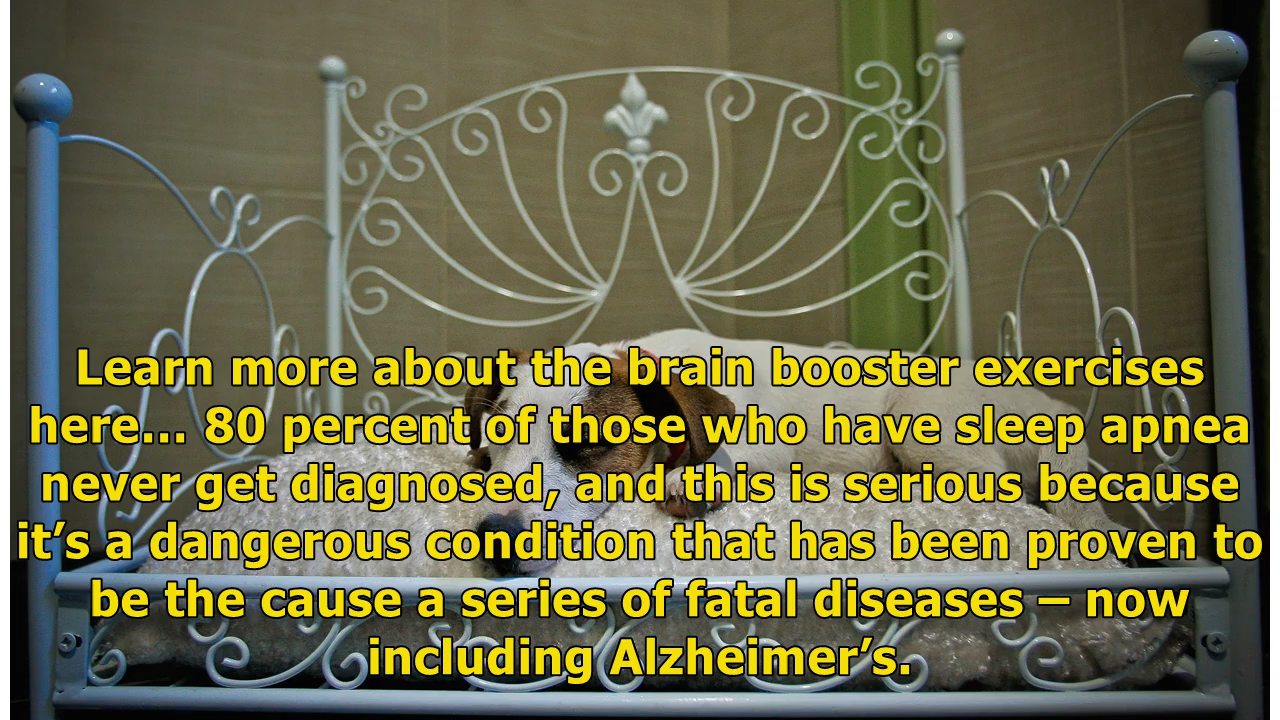 Learn more about the brain booster exercises
here... 80 percent of those who have sleep apnea
never get diagnosed, and this is serious because
it’s a dangerous condition that has been proven to
be the cause a series of fatal diseases – now
including Alzheimer’s.